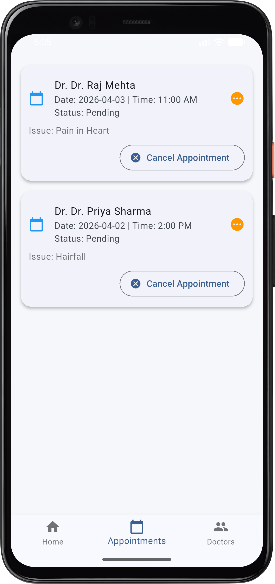 Dr. Dr. Raj Mehta
Date: 2026-04-03 | Time: 11:00 AM
Status: Pending
Issue: Pain in Heart
Cancel Appointment
Dr. Dr. Priya Sharma
Date: 2026-04-02 | Time: 2:00 PM
Status: Pending
Issue: Hairfall
Cancel Appointment
Home
Appointments
Doctors